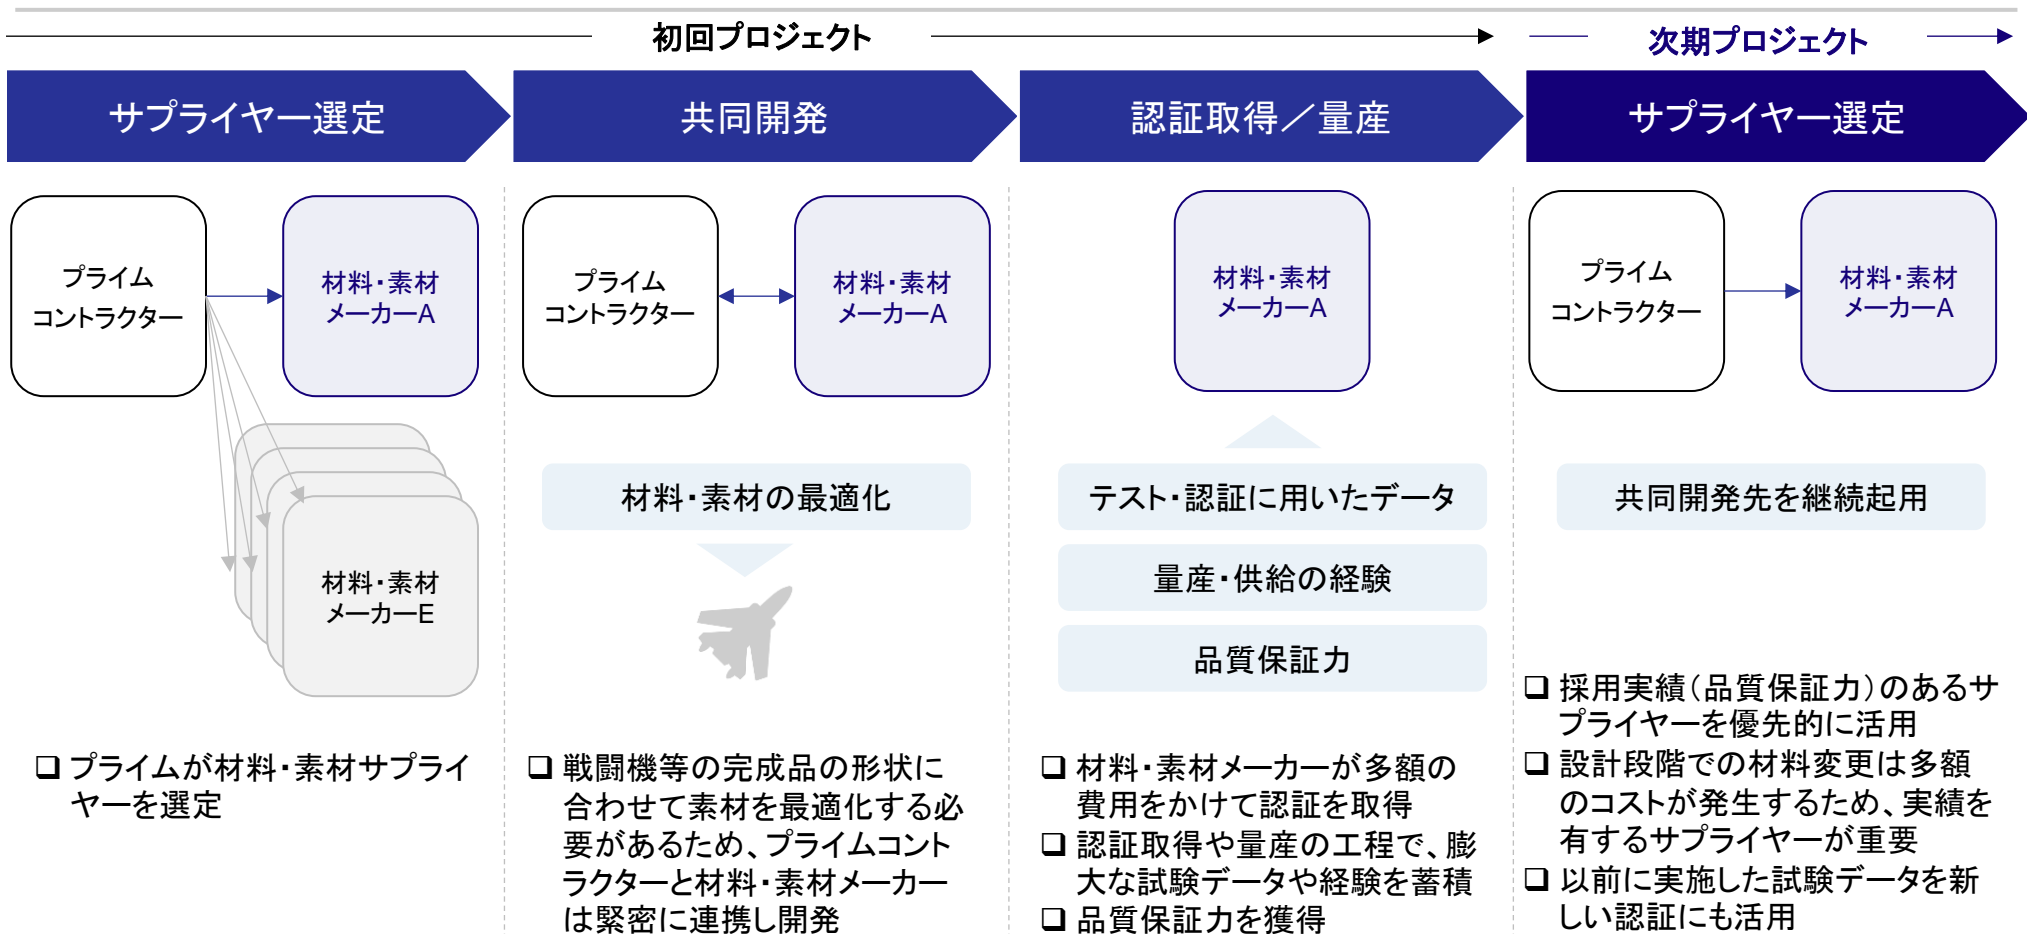 初回プロジェクト
次期プロジェクト
サプライヤー選定
共同開発
認証取得／量産
サプライヤー選定
プライム
コントラクター
材料・素材
メーカーA
材料・素材
メーカーE
プライム
コントラクター
材料・素材
メーカーA
材料・素材
メーカーA
プライム
コントラクター
材料・素材
メーカーA
材料・素材の最適化
テスト・認証に用いたデータ
量産・供給の経験
品質保証力
共同開発先を継続起用
❑ プライムが材料・素材サプライ
ヤーを選定
❑ 戦闘機等の完成品の形状に
合わせて素材を最適化する必
要があるため、プライムコント
ラクターと材料・素材メーカー
は緊密に連携し開発
❑ 材料・素材メーカーが多額の
費用をかけて認証を取得
❑ 認証取得や量産の工程で、膨
大な試験データや経験を蓄積
❑ 品質保証力を獲得
❑ 採用実績（品質保証力）のあるサ
プライヤーを優先的に活用
❑ 設計段階での材料変更は多額
のコストが発生するため、実績を
有するサプライヤーが重要
❑ 以前に実施した試験データを新
しい認証にも活用